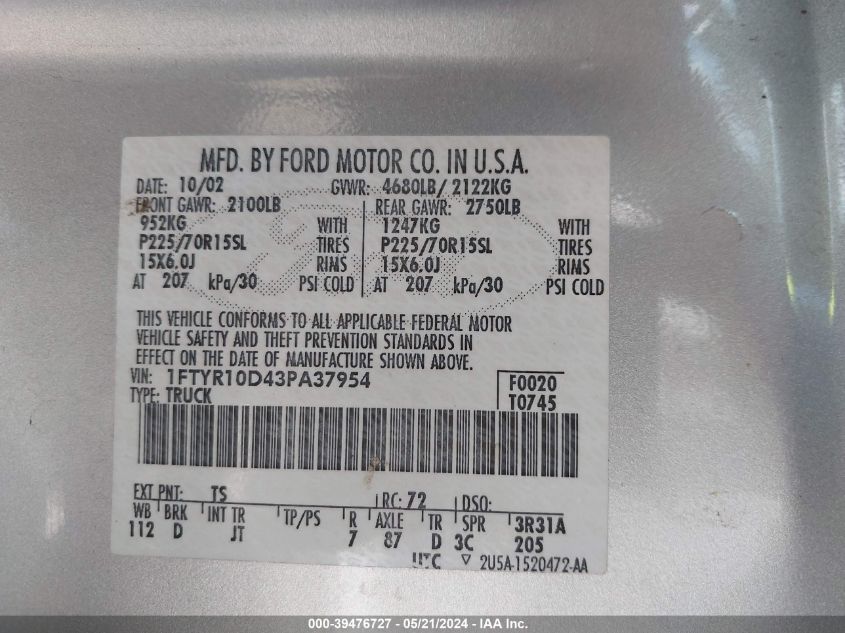 MFD. BY FORD MOTOR CO. IN U.S.A.
DATE: 10/02 GVWR: 4680LB/ 2122KG
FRONT GAWR: 2100LB REAR GAWR: 2750LB
952KG WITH 1247KG WITH
P225/70R15SL TIRES P225/70R15SL TIRES
15X6.0J RIMS 15X6.0J RIMS
AT 207 kPa/30 PSI COLD AT 207 kPa/30 PSI COLD
THIS VEHICLE CONFORMS TO ALL APPLICABLE FEDERAL MOTOR
VEHICLE SAFETY AND THEFT PREVENTION STANDARDS IN
EFFECT ON THE DATE OF MANUFACTURE SHOWN ABOVE.
VIN: 1FTYR10D43PA37954 F0020
TYPE: TRUCK T0745
EXT PNT: TS RC: 72 DSO:
WB BRK INT TR TP/PS R AXLE TR SPR 3R31A
112 D JT 7 87 D 3C 205
UTC ▽ 2U5A-1520472-AA
000-39476727 - 05/21/2024 - IAA Inc.